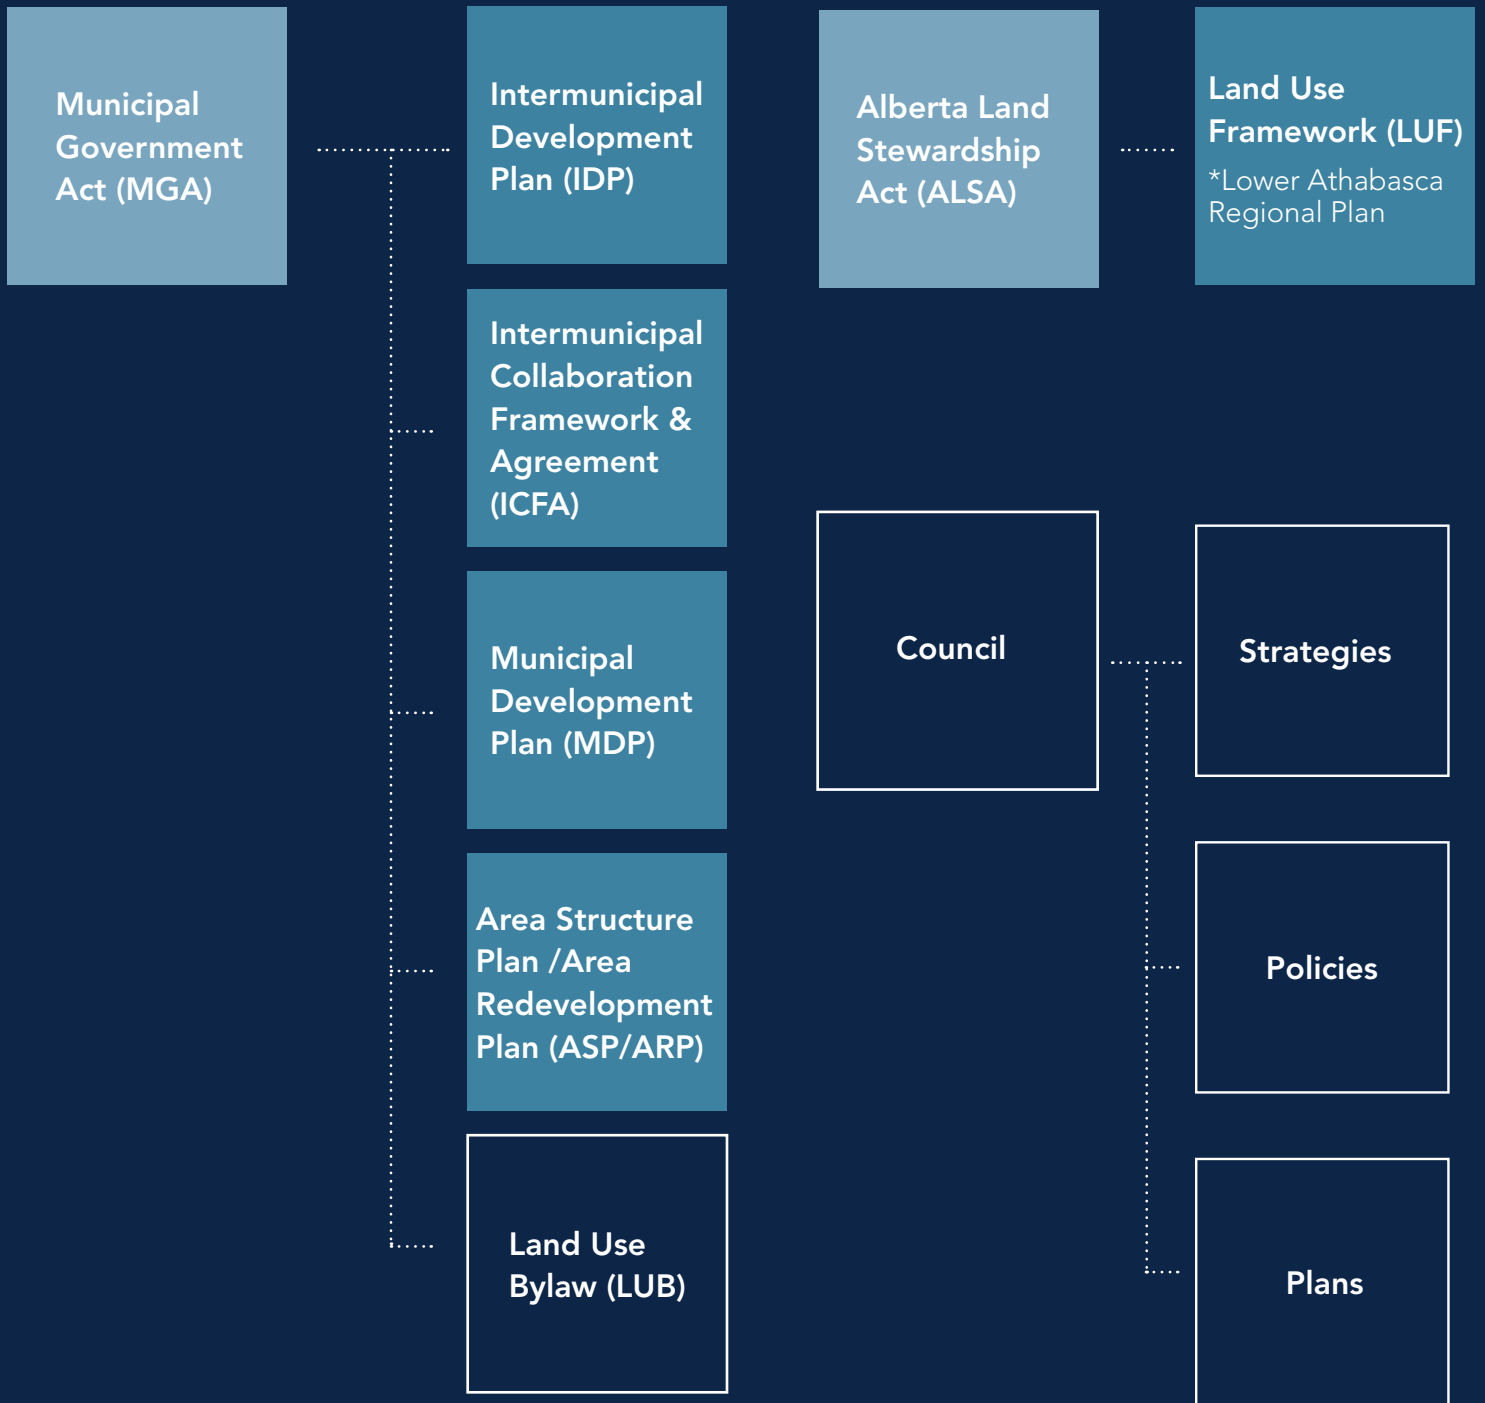 Municipal
Government
Act (MGA)
Intermunicipal
Development
Plan (IDP)
Intermunicipal
Collaboration
Framework &
Agreement
(ICFA)
Municipal
Development
Plan (MDP)
Area Structure
Plan /Area
Redevelopment
Plan (ASP/ARP)
Land Use
Bylaw (LUB)
Alberta Land
Stewardship
Act (ALSA)
Land Use
Framework (LUF)
*Lower Athabasca
Regional Plan
Council
Strategies
Policies
Plans